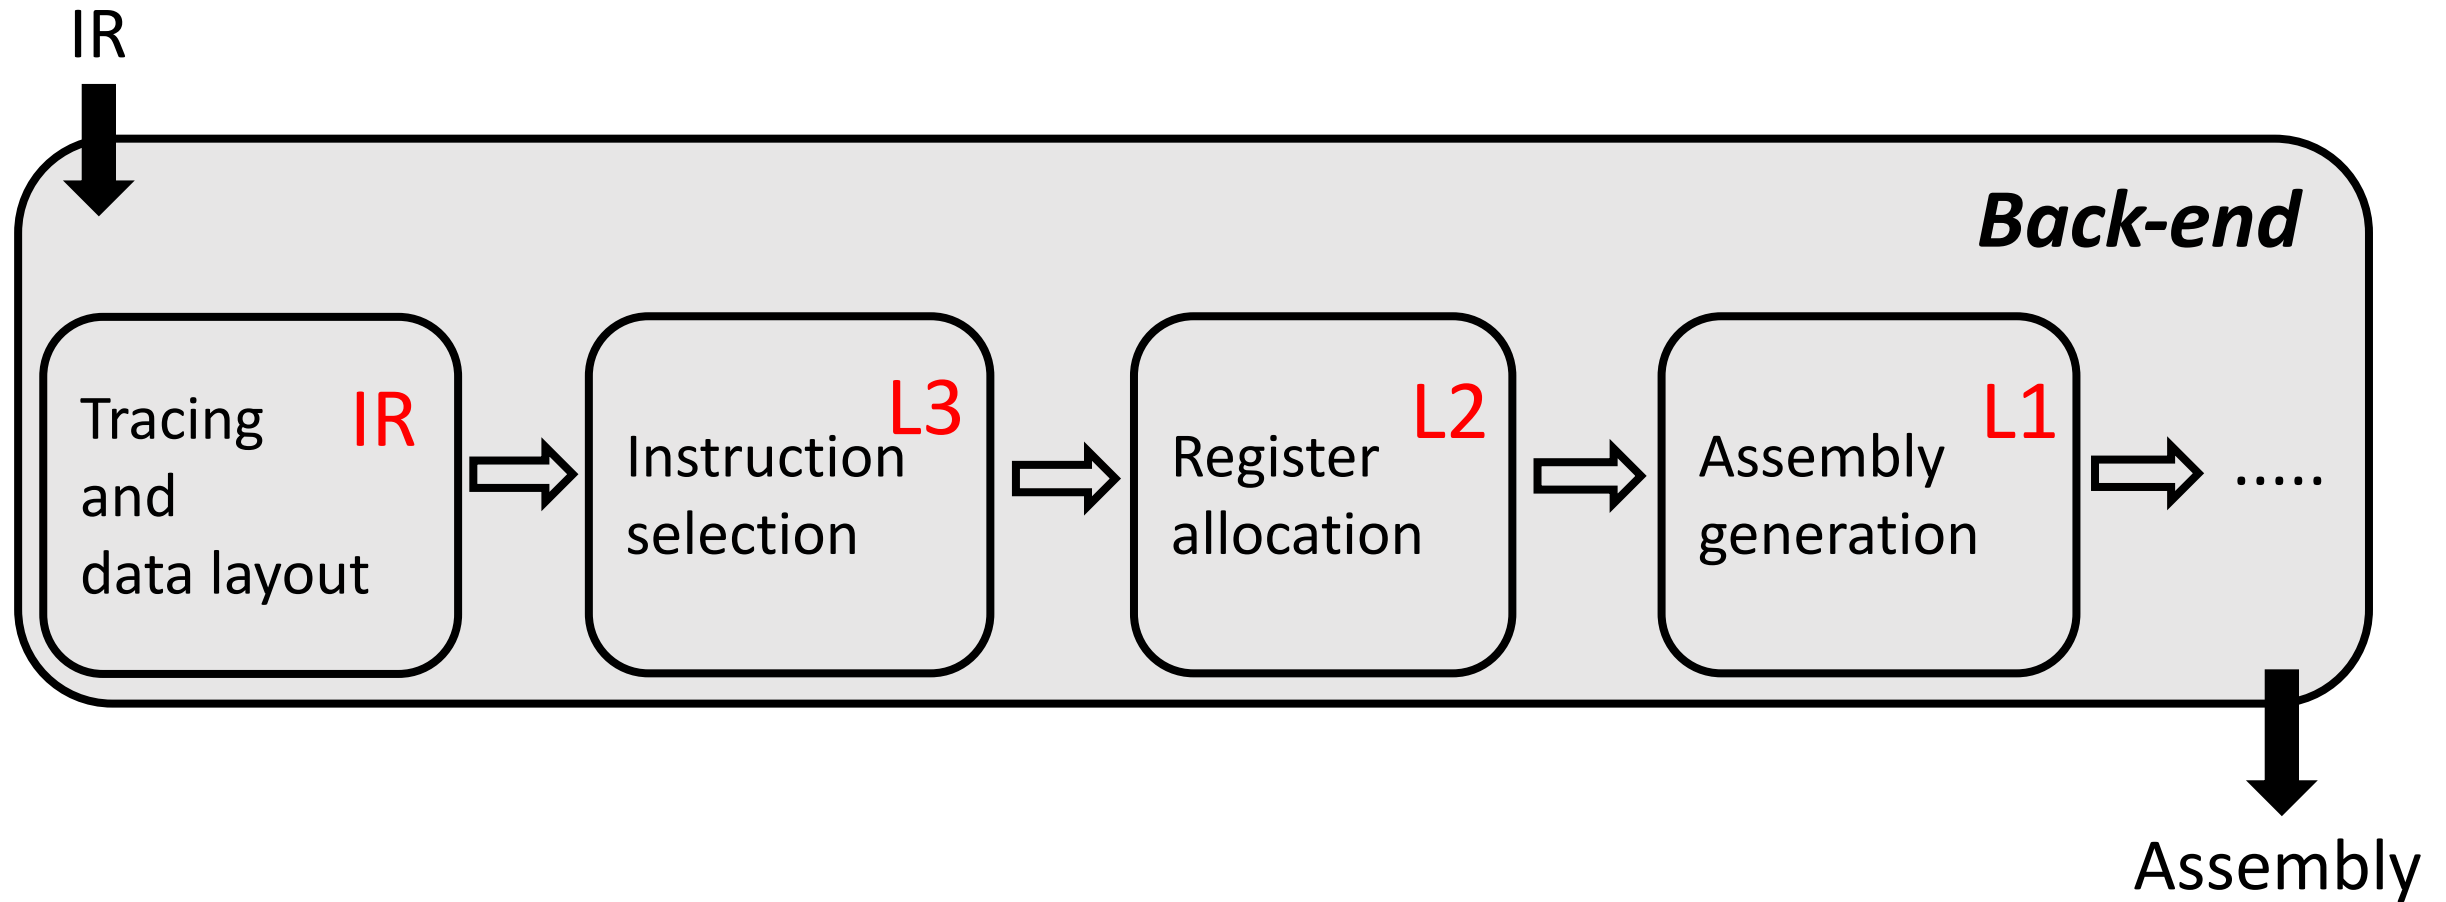 IR
Back-end
Tracing
and
data layout
IR
Instruction
selection
L3
Register
allocation
L2
Assembly
generation
L1
.....
Assembly